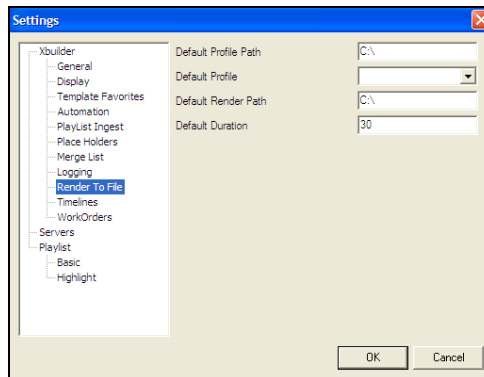 Settings
Xbuilder
General
Display
Template Favorites
Automation
PlayList Ingest
Place Holders
Merge List
Logging
Render To File
Timelines
WorkOrders
Servers
Playlist
Basic
Highlight
Default Profile Path C:\
Default Profile
Default Render Path C:\
Default Duration 30
OK Cancel